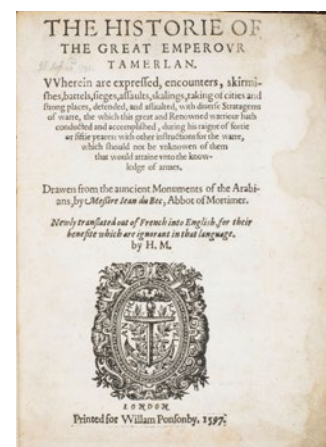 THE HISTORIE OF
THE GREAT EMPEROVR
TAMERLAN.
VVherein are expreſſed, encounters, skirmi-
ſhes, battels, ſieges, aſſaults, skalings, taking of cities and
ſtrong places, defended, and aſſaulted, with diverſe Stratagems
of warre, the which this great and Renowned warriour hath
conducted and accompliſhed, during his raigne of fortie
or fiftie yeares: with other inſtructions for the warre,
which ſhould not be vnknowen of them
that would attaine vnto the know-
ledge of armes.
Drawen from the auncient Monuments of the Arabi-
ans, by Meſsire Iean du Bec, Abbot of Mortimer.
Newly tranſlated out of French into Engliſh, for their
benefite which are ignorant in that language.
by H. M.
LONDON
Printed for William Ponſonby, 1597.